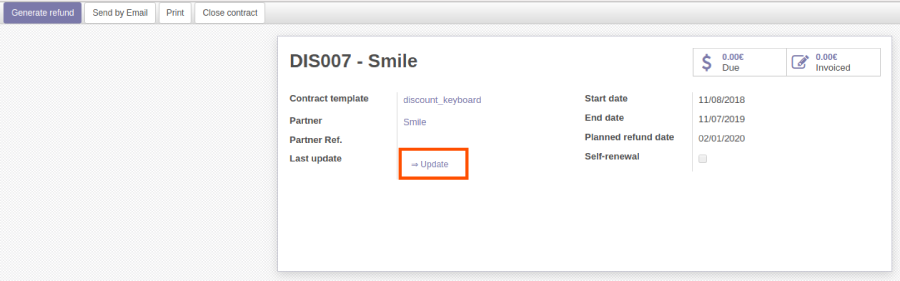 Generate refund Send by Email Print Close contract
DIS007 - Smile
0.00€
Due
0.00€
Invoiced
Contract template discount_keyboard
Partner Smile
Partner Ref.
Last update ⇒ Update
Start date 11/08/2018
End date 11/07/2019
Planned refund date 02/01/2020
Self-renewal